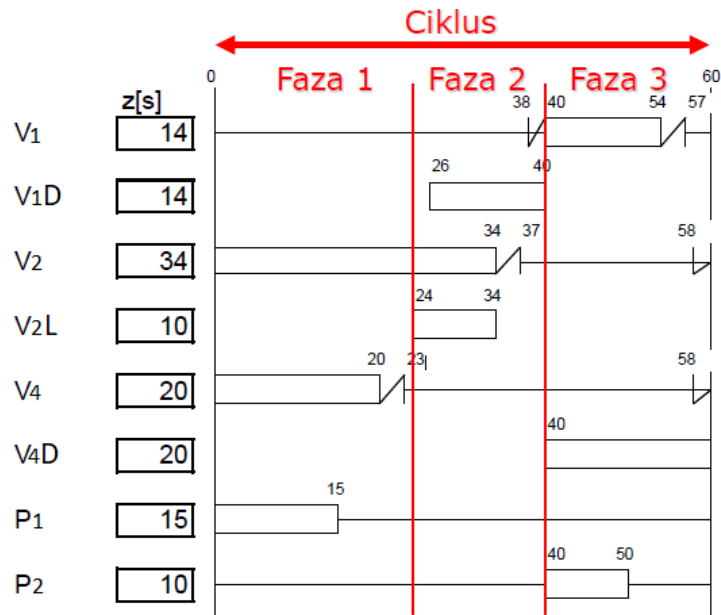 Ciklus
0 Faza 1 Faza 2 Faza 3 60
z[s]
V1 14 38 40 54 57
V1D 14 26 40
V2 34 34 37 58
V2L 10 24 34
V4 20 20 23 58
V4D 20 40
P1 15 15
P2 10 40 50